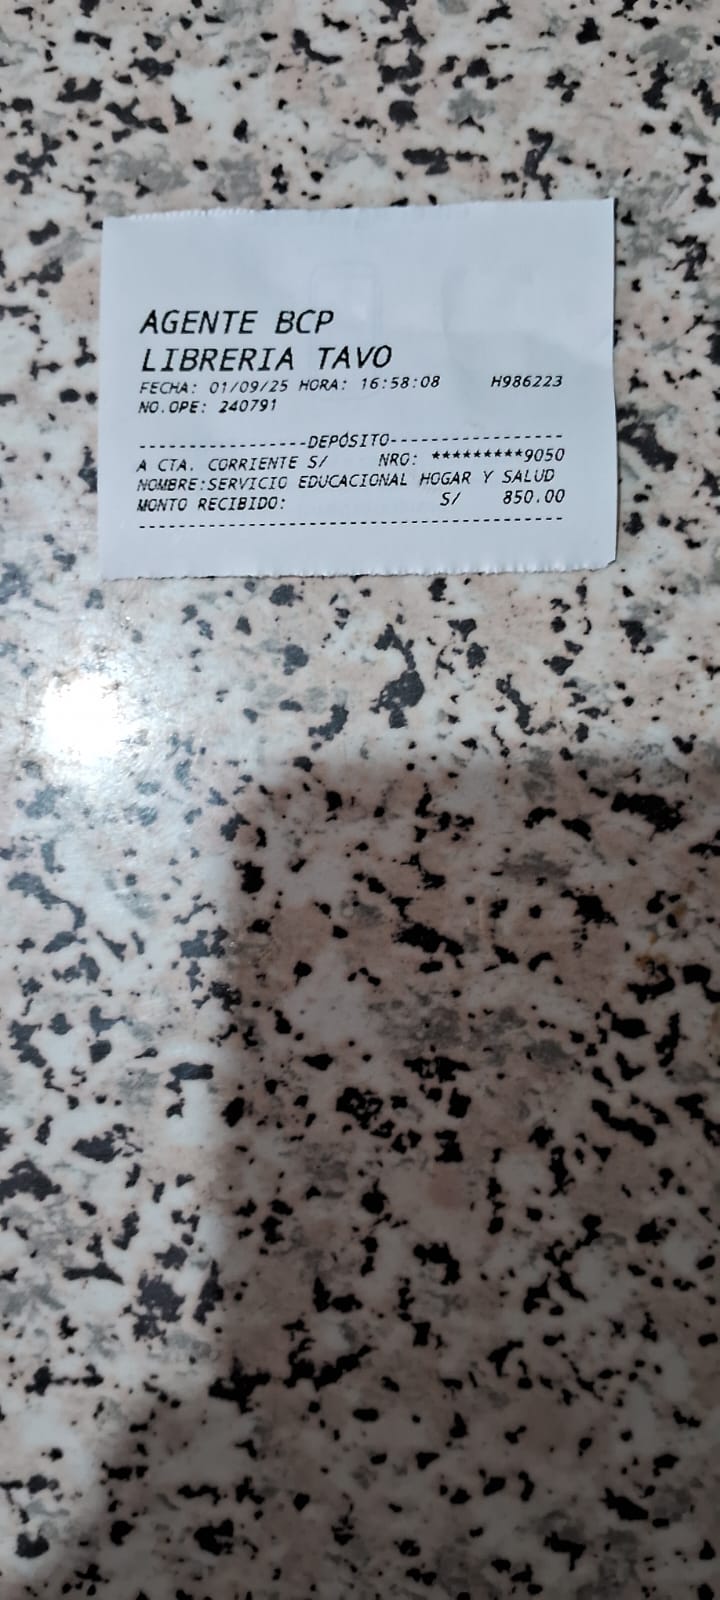 AGENTE BCP
LIBRERIA TAVO
FECHA: 01/09/25 HORA: 16:58:08 H986223
NO.OPE: 240791
-----------------DEPÓSITO-----------------
A CTA. CORRIENTE S/ NRO: *********9050
NOMBRE:SERVICIO EDUCACIONAL HOGAR Y SALUD
MONTO RECIBIDO: S/ 850.00